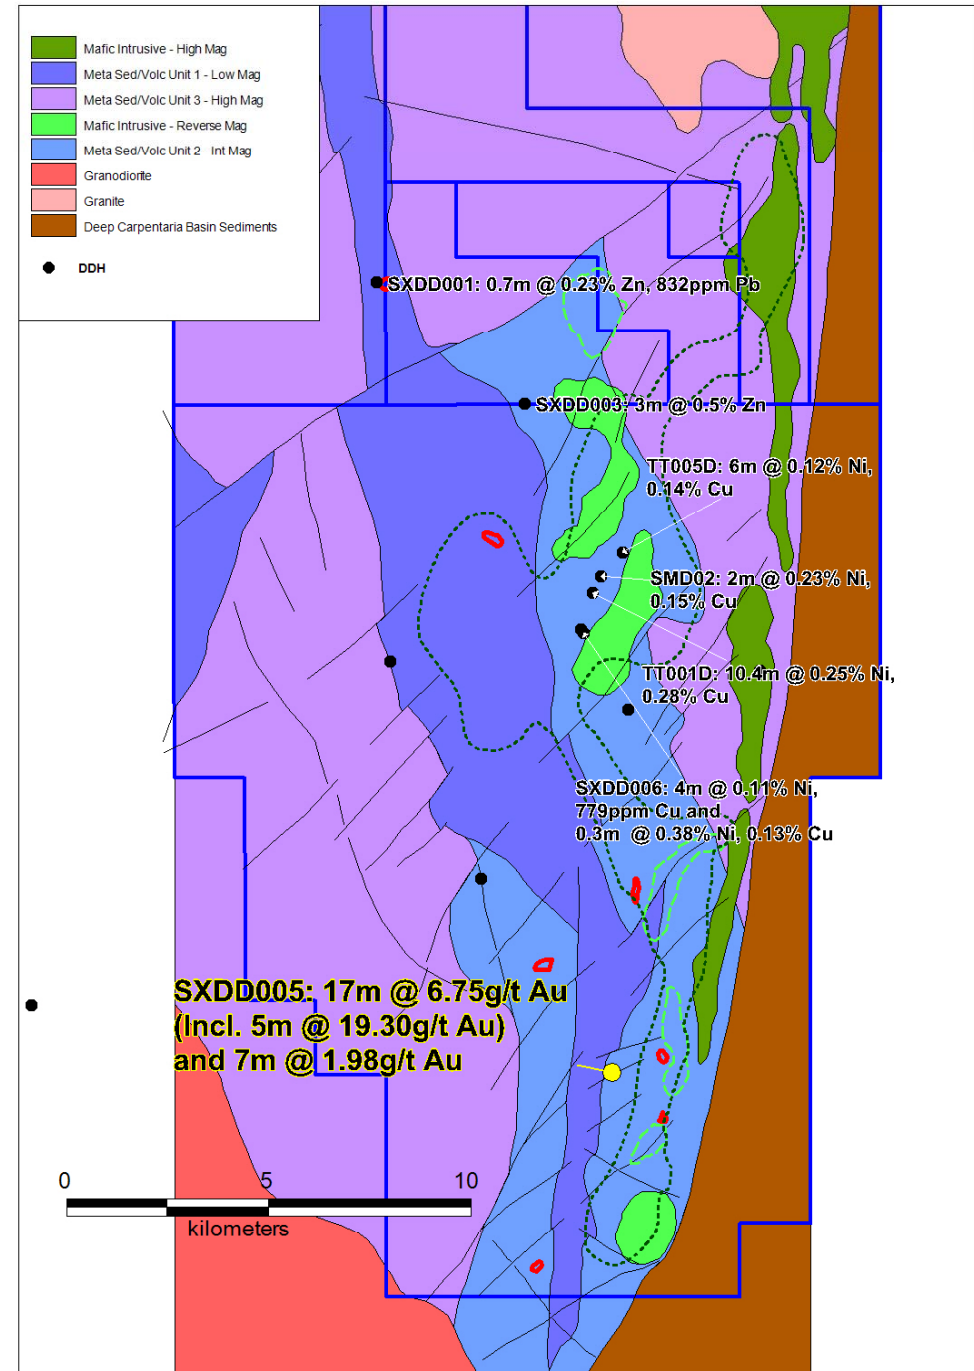 Mafic Intrusive - High Mag
Meta Sed/Volc Unit 1 - Low Mag
Meta Sed/Volc Unit 3 - High Mag
Mafic Intrusive - Reverse Mag
Meta Sed/Volc Unit 2 Int Mag
Granodiorite
Granite
Deep Carpentaria Basin Sediments
DDH
SXDD001: 0.7m @ 0.23% Zn, 832ppm Pb
SXDD003: 3m @ 0.5% Zn
TT005D: 6m @ 0.12% Ni,
0.14% Cu
SMD02: 2m @ 0.23% Ni,
0.15% Cu
TT001D: 10.4m @ 0.25% Ni,
0.28% Cu
SXDD006: 4m @ 0.11% Ni,
779ppm Cu and
0.3m @ 0.38% Ni, 0.13% Cu
SXDD005: 17m @ 6.75g/t Au
(Incl. 5m @ 19.30g/t Au)
and 7m @ 1.98g/t Au
0 5 10
kilometers